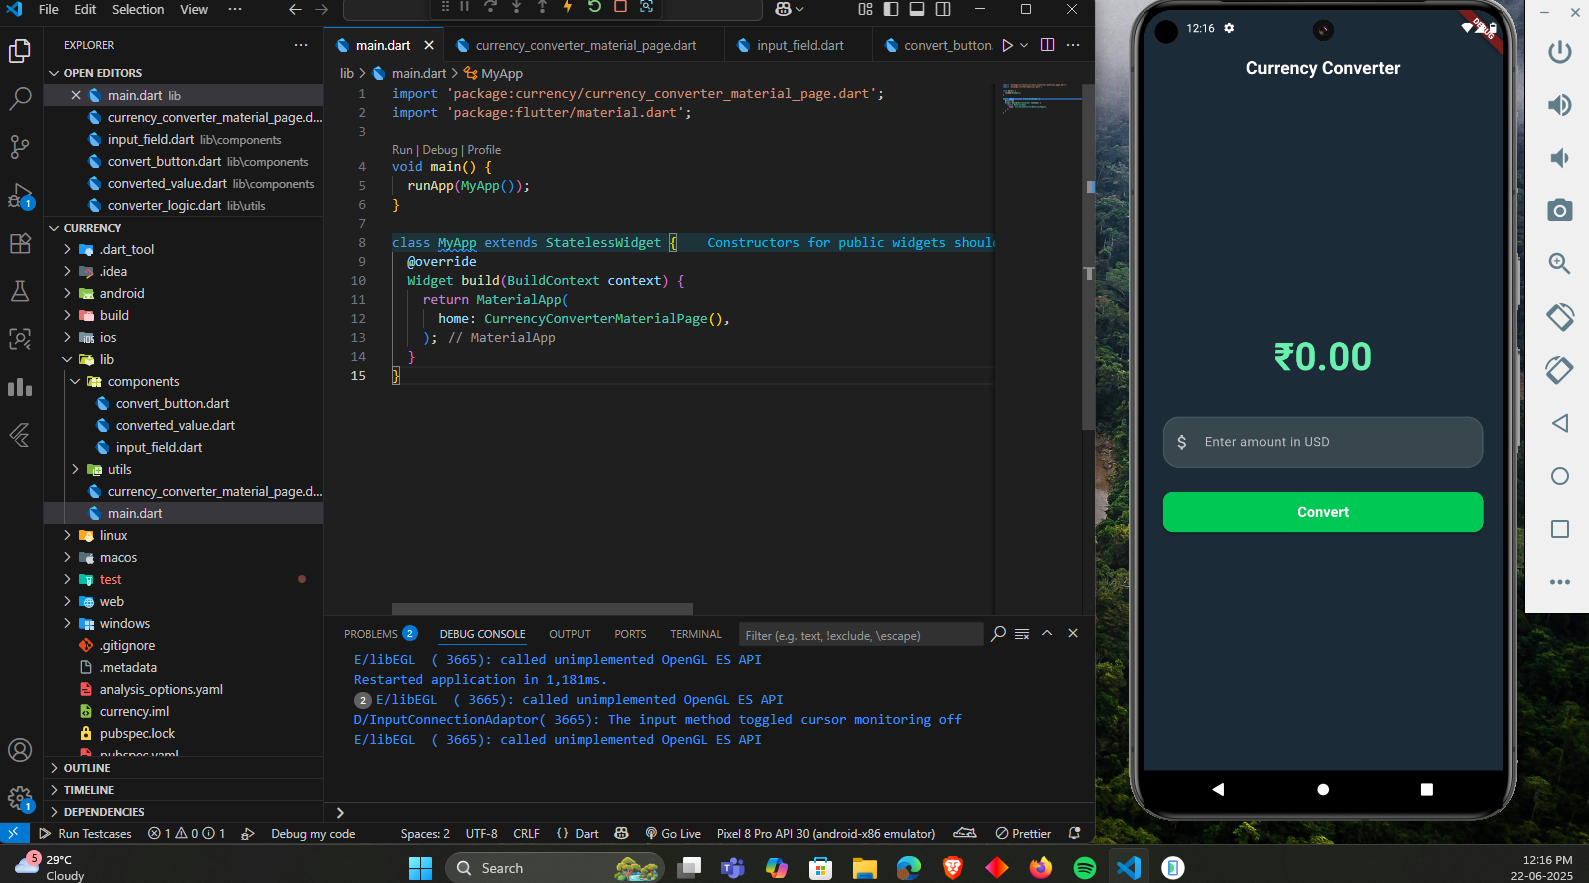 File Edit Selection View ···
EXPLORER
OPEN EDITORS
main.dart lib
currency_converter_material_page.d...
input_field.dart lib\components
convert_button.dart lib\components
converted_value.dart lib\components
converter_logic.dart lib\utils
CURRENCY
.dart_tool
.idea
android
build
ios
lib
components
convert_button.dart
converted_value.dart
input_field.dart
utils
currency_converter_material_page.d...
main.dart
linux
macos
test
web
windows
.gitignore
.metadata
analysis_options.yaml
currency.iml
pubspec.lock
pubspec.yaml
OUTLINE
TIMELINE
DEPENDENCIES
1
1
main.dart
currency_converter_material_page.dart
input_field.dart
convert_button.
lib > main.dart > MyApp
1 import 'package:currency/currency_converter_material_page.dart';
2 import 'package:flutter/material.dart';
3
Run | Debug | Profile
4 void main() {
5 runApp(MyApp());
6 }
7
8 class MyApp extends StatelessWidget { Constructors for public widgets should
9 @override
10 Widget build(BuildContext context) {
11 return MaterialApp(
12 home: CurrencyConverterMaterialPage(),
13 ); // MaterialApp
14 }
15 }
PROBLEMS 2 DEBUG CONSOLE OUTPUT PORTS TERMINAL Filter (e.g. text, !exclude, \escape)
E/libEGL ( 3665): called unimplemented OpenGL ES API
Restarted application in 1,181ms.
2 E/libEGL ( 3665): called unimplemented OpenGL ES API
D/InputConnectionAdaptor( 3665): The input method toggled cursor monitoring off
E/libEGL ( 3665): called unimplemented OpenGL ES API
Run Testcases 1 0 1 Debug my code Spaces: 2 UTF-8 CRLF {} Dart Go Live Pixel 8 Pro API 30 (android-x86 emulator) Prettier
12:16
DEBUG
Currency Converter
₹0.00
$ Enter amount in USD
Convert
5
29°C
Cloudy
Search
12:16 PM
22-06-2025